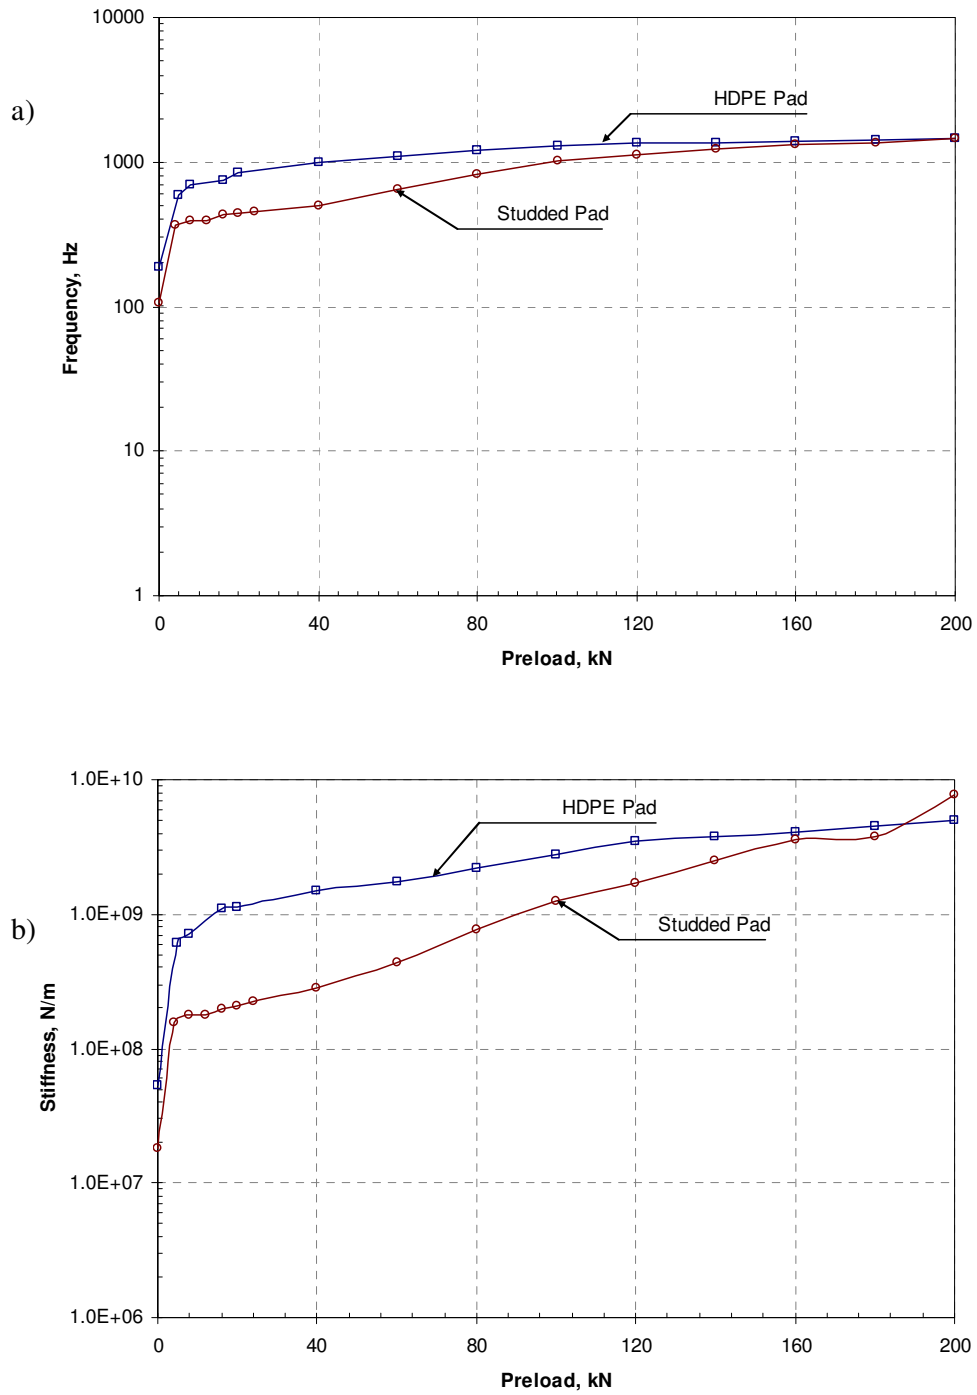 a)
10000
1000
100
10
1
Frequency, Hz
HDPE Pad
Studded Pad
0 40 80 120 160 200
Preload, kN
b)
1.0E+10
1.0E+09
1.0E+08
1.0E+07
1.0E+06
Stiffness, N/m
HDPE Pad
Studded Pad
0 40 80 120 160 200
Preload, kN